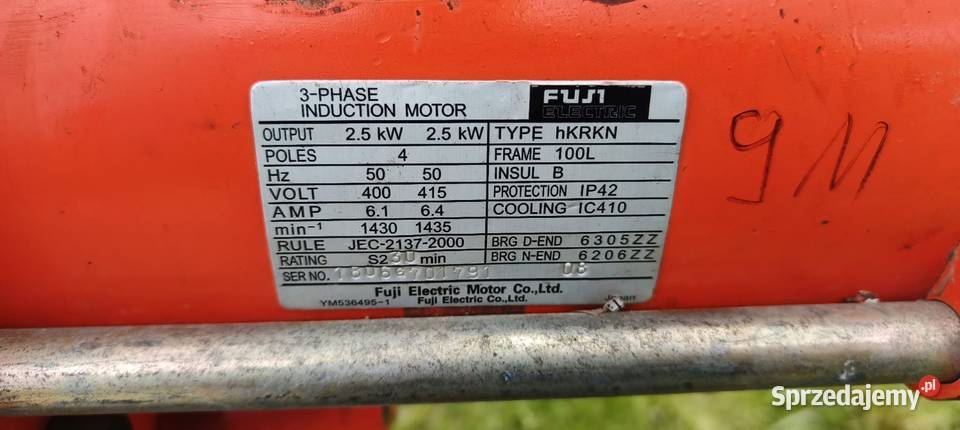 3-PHASE
INDUCTION MOTOR
FUJI
ELECTRIC
OUTPUT 2.5 kW 2.5 kW TYPE hKRKN
POLES 4 FRAME 100L
Hz 50 50 INSUL B
VOLT 400 415 PROTECTION IP42
AMP 6.1 6.4 COOLING IC410
min⁻¹ 1430 1435
RULE JEC-2137-2000 BRG D-END 6305ZZ
RATING S2 30 min BRG N-END 6206ZZ
SER NO. 08
Fuji Electric Motor Co.,Ltd.
YM536495-1 Fuji Electric Co.,Ltd. Japan
9M
Sprzedajemy.pl